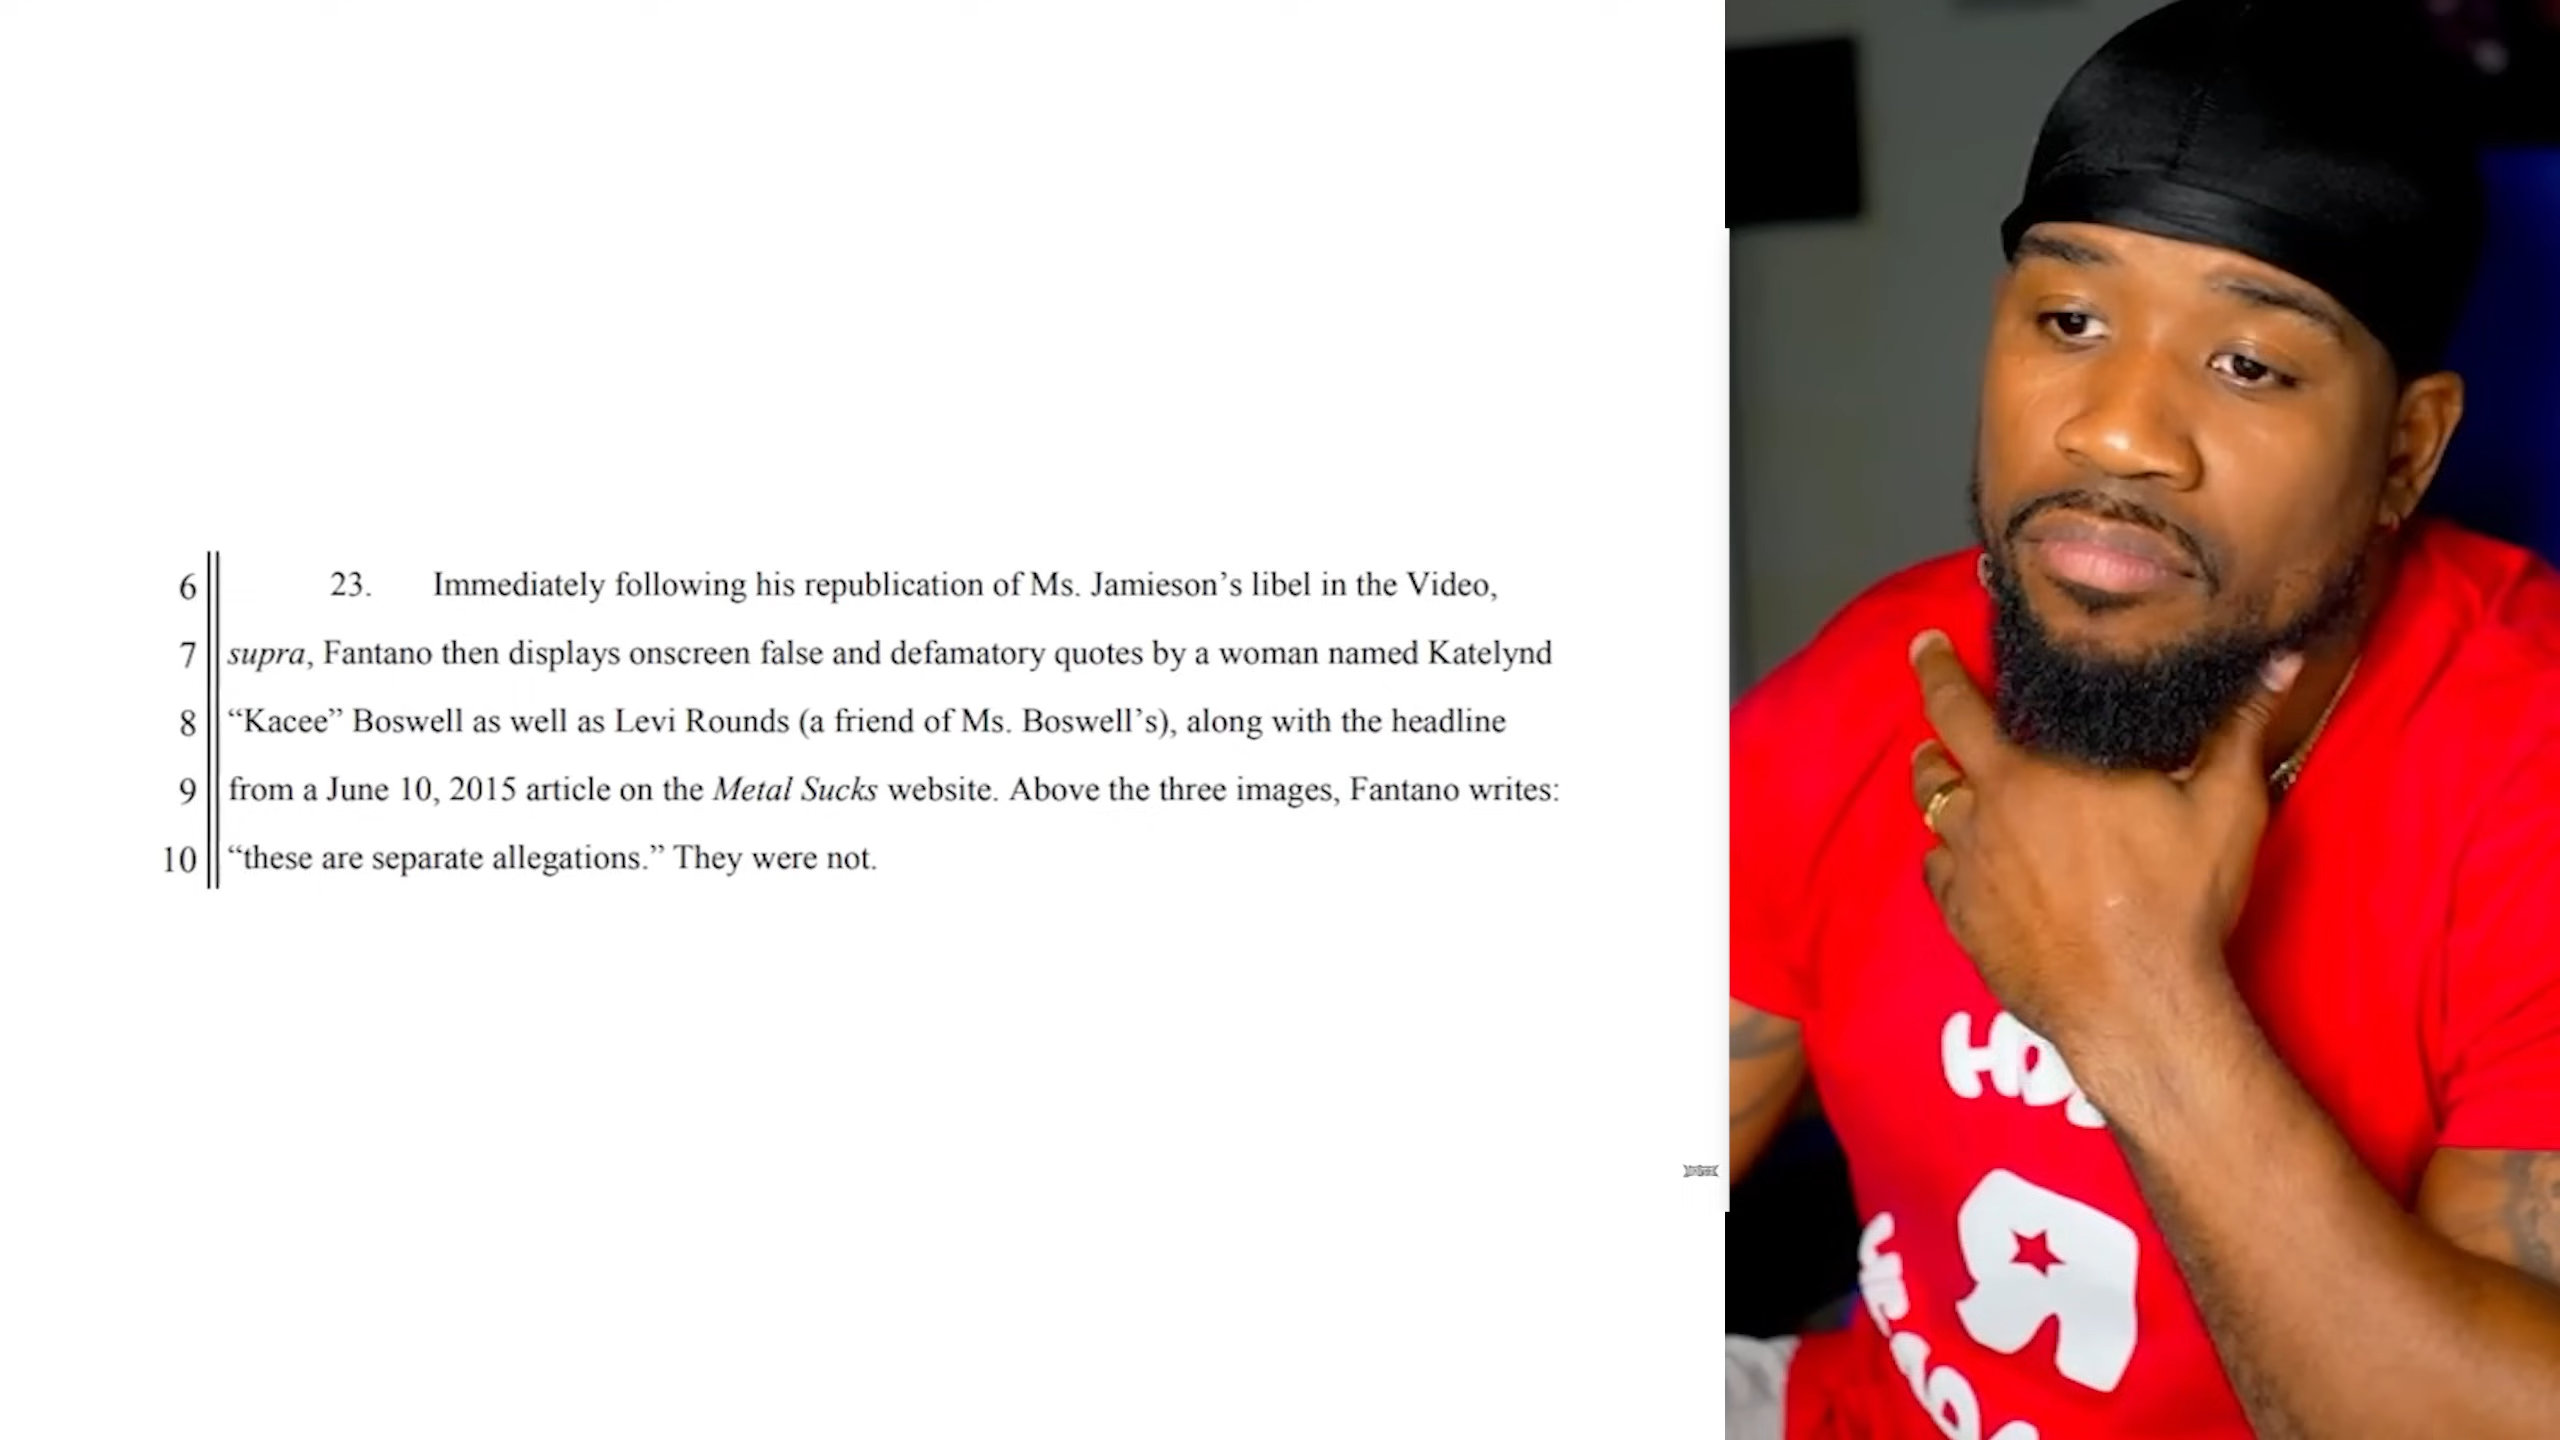 6 23. Immediately following his republication of Ms. Jamieson’s libel in the Video,
7 supra, Fantano then displays onscreen false and defamatory quotes by a woman named Katelynd
8 “Kacee” Boswell as well as Levi Rounds (a friend of Ms. Boswell’s), along with the headline
9 from a June 10, 2015 article on the Metal Sucks website. Above the three images, Fantano writes:
10 “these are separate allegations.” They were not.
R